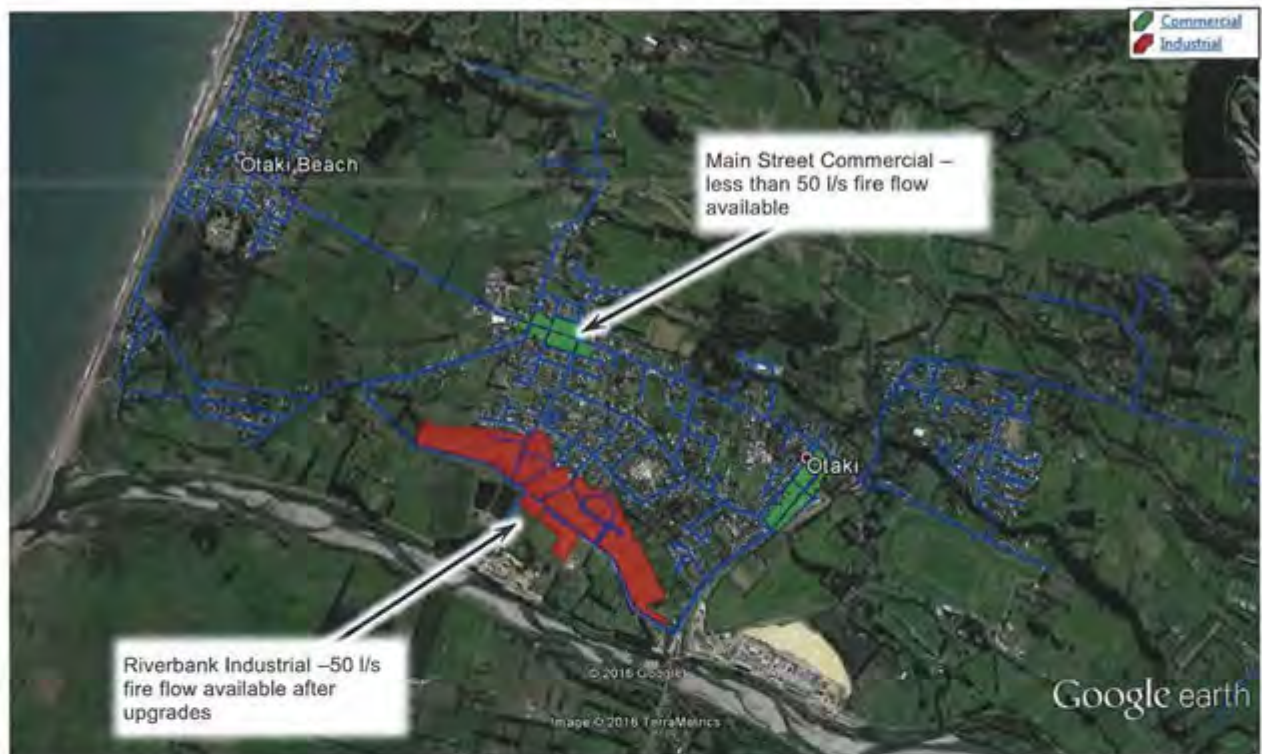 Commercial
Industrial
Otaki Beach
Main Street Commercial –
less than 50 l/s fire flow
available
Otaki
Riverbank Industrial –50 l/s
fire flow available after
upgrades
© 2016 Google
Image © 2016 TerraMetrics
Google earth